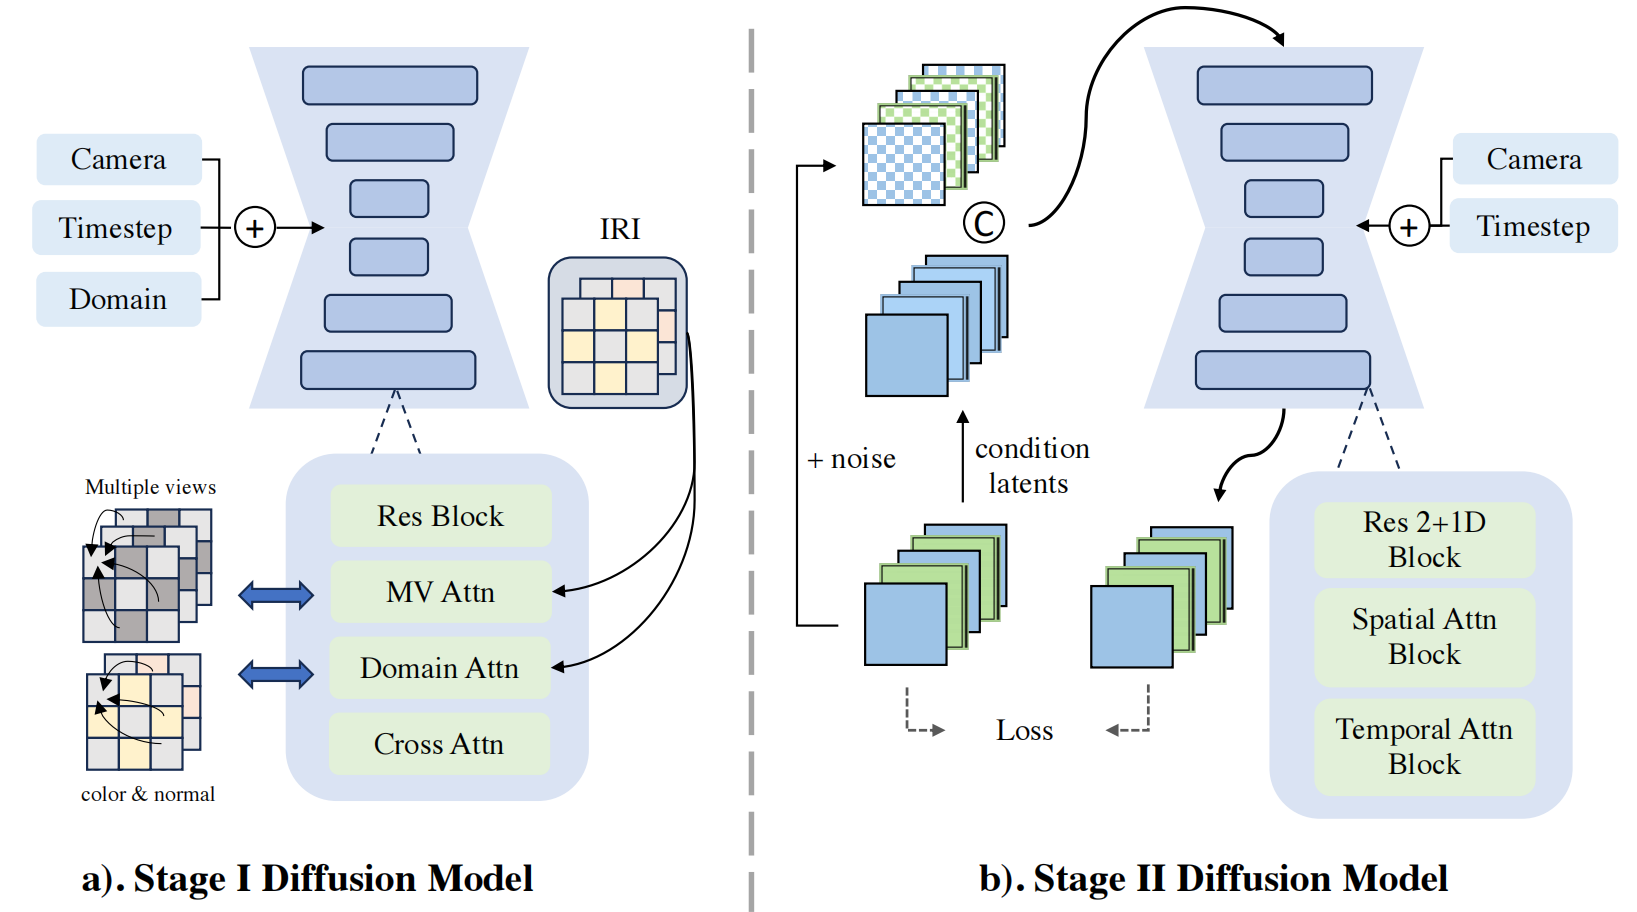 Camera
Timestep
Domain
+
IRI
Multiple views
color & normal
Res Block
MV Attn
Domain Attn
Cross Attn
a). Stage I Diffusion Model
C
+ noise
condition
latents
Loss
Camera
Timestep
+
Res 2+1D
Block
Spatial Attn
Block
Temporal Attn
Block
b). Stage II Diffusion Model